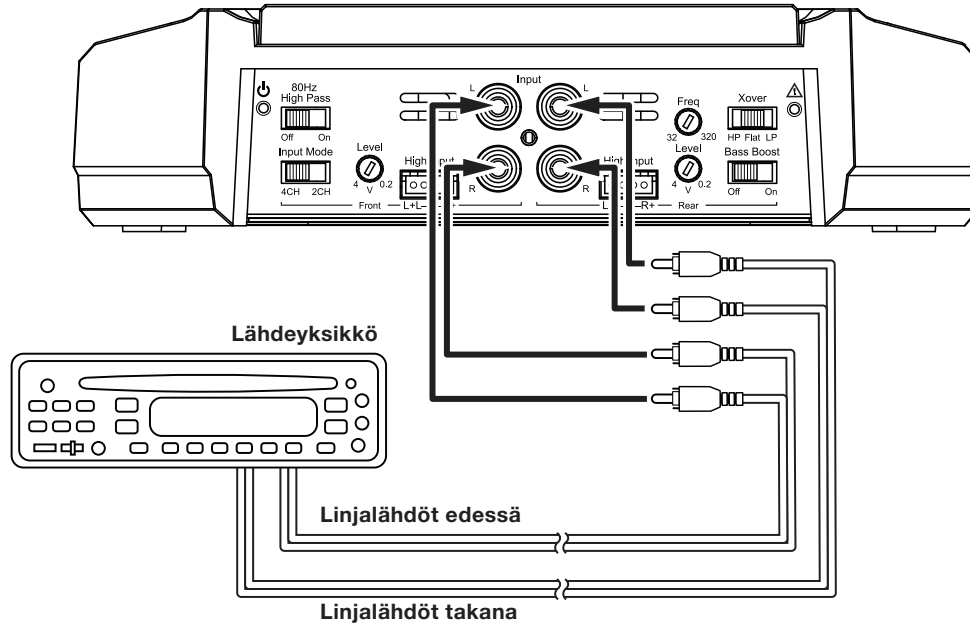 Input
80Hz
High Pass
Off On
L
L
Freq
32 320
Xover
HP Flat LP
Input Mode
4CH 2CH
Level
4 V 0.2
High Input
R
R
High Input
Level
4 V 0.2
Bass Boost
Off On
Front
L+L-
R+
Rear
Lähdeyksikkö
Linjalähdöt edessä
Linjalähdöt takana